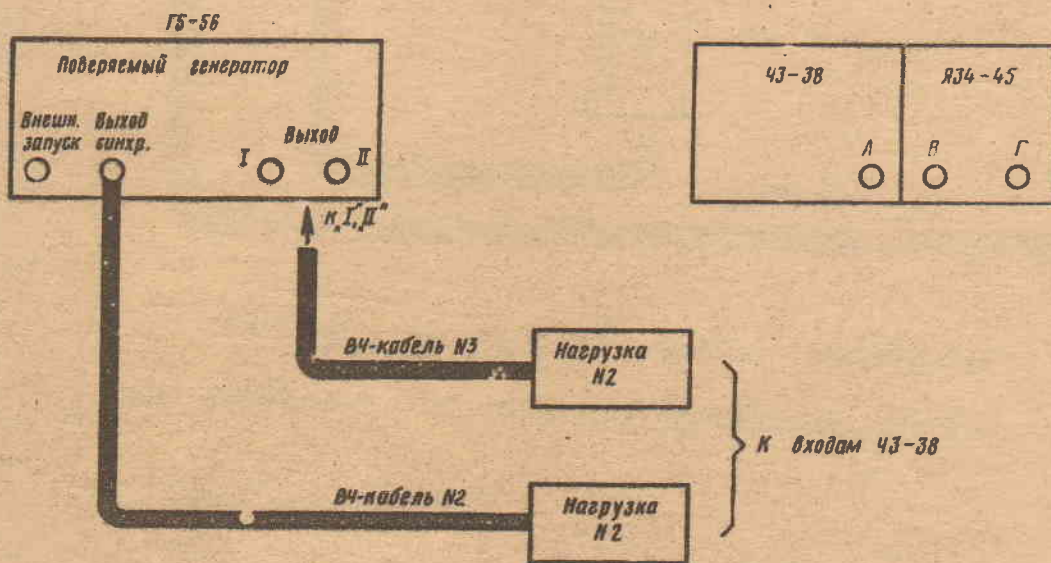 Г5-56
Поверяемый генератор
Внешн. Выход
запуск синхр.
Выход
I
II
к „I", „II"
Ч3-38
ЯЗ4-45
А
В
Г
ВЧ-кабель N3
Нагрузка
N2
К входам Ч3-38
ВЧ-кабель N2
Нагрузка
N2